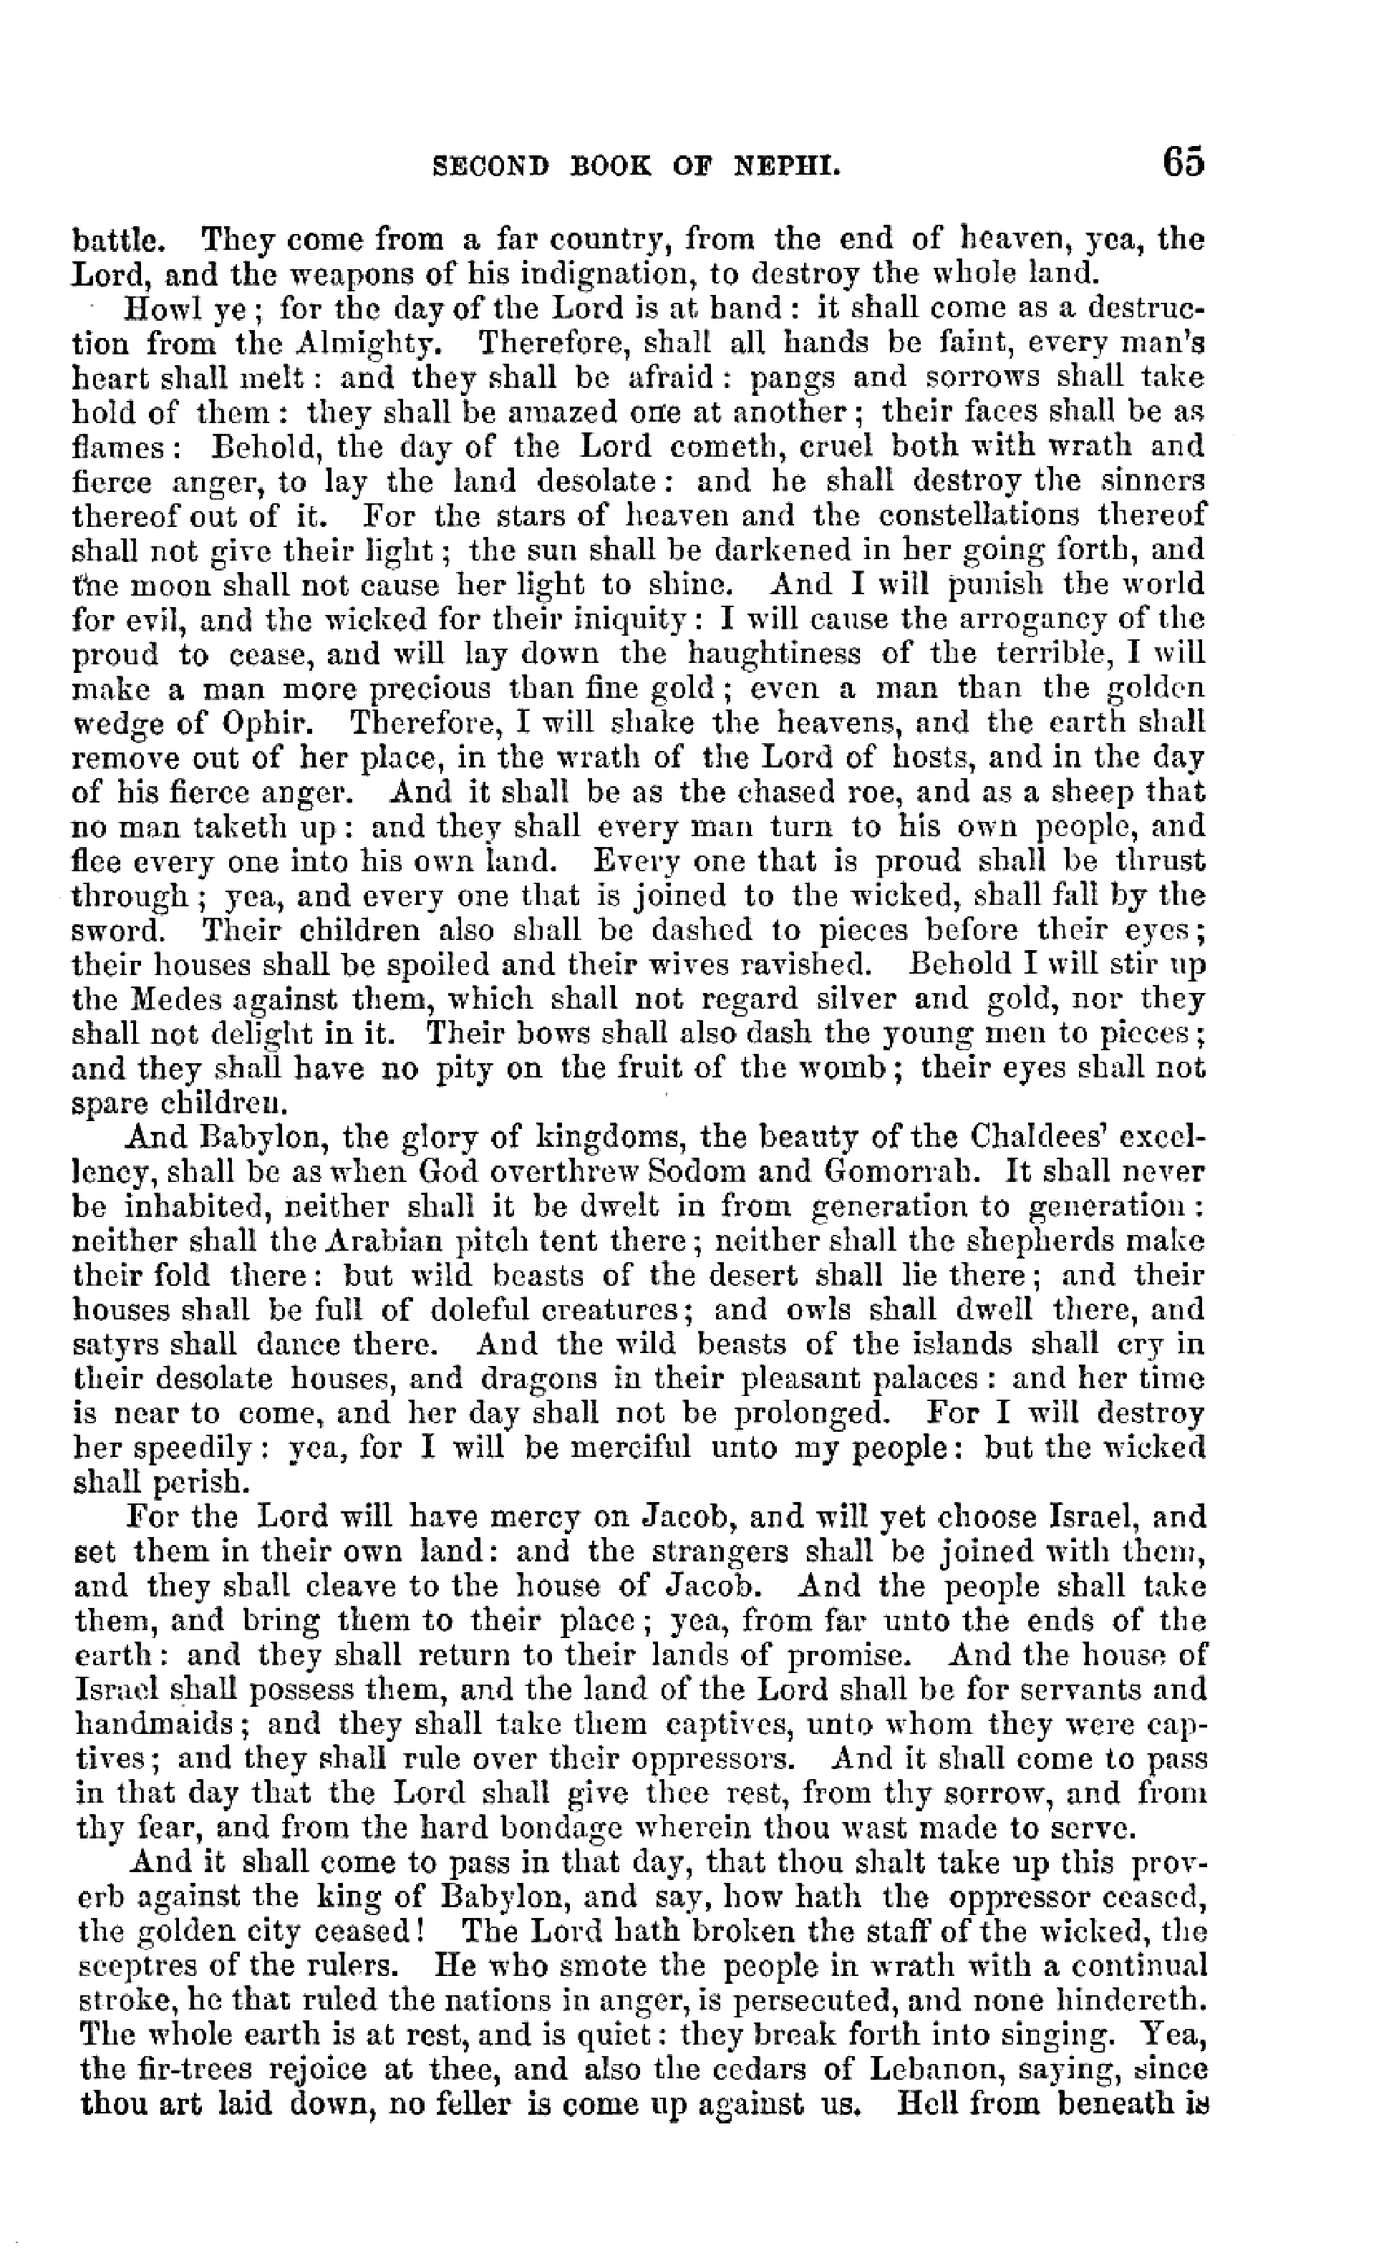 SECOND BOOK OF NEPHI. 65
battle. They come from a far country, from the end of heaven, yea, the
Lord, and the weapons of his indignation, to destroy the whole land.
Howl ye; for the day of the Lord is at hand: it shall come as a destruc-
tion from the Almighty. Therefore, shall all hands be faint, every man's
heart shall melt: and they shall be afraid: pangs and sorrows shall take
hold of them: they shall be amazed one at another; their faces shall be as
flames: Behold, the day of the Lord cometh, cruel both with wrath and
fierce anger, to lay the land desolate: and he shall destroy the sinners
thereof out of it. For the stars of heaven and the constellations thereof
shall not give their light; the sun shall be darkened in her going forth, and
the moon shall not cause her light to shine. And I will punish the world
for evil, and the wicked for their iniquity: I will cause the arrogancy of the
proud to cease, and will lay down the haughtiness of the terrible, I will
make a man more precious than fine gold; even a man than the golden
wedge of Ophir. Therefore, I will shake the heavens, and the earth shall
remove out of her place, in the wrath of the Lord of hosts, and in the day
of his fierce anger. And it shall be as the chased roe, and as a sheep that
no man taketh up: and they shall every man turn to his own people, and
flee every one into his own land. Every one that is proud shall be thrust
through; yea, and every one that is joined to the wicked, shall fall by the
sword. Their children also shall be dashed to pieces before their eyes;
their houses shall be spoiled and their wives ravished. Behold I will stir up
the Medes against them, which shall not regard silver and gold, nor they
shall not delight in it. Their bows shall also dash the young men to pieces;
and they shall have no pity on the fruit of the womb; their eyes shall not
spare children.
And Babylon, the glory of kingdoms, the beauty of the Chaldees' excel-
lency, shall be as when God overthrew Sodom and Gomorrah. It shall never
be inhabited, neither shall it be dwelt in from generation to generation:
neither shall the Arabian pitch tent there; neither shall the shepherds make
their fold there: but wild beasts of the desert shall lie there; and their
houses shall be full of doleful creatures; and owls shall dwell there, and
satyrs shall dance there. And the wild beasts of the islands shall cry in
their desolate houses, and dragons in their pleasant palaces: and her time
is near to come, and her day shall not be prolonged. For I will destroy
her speedily: yea, for I will be merciful unto my people: but the wicked
shall perish.
For the Lord will have mercy on Jacob, and will yet choose Israel, and
set them in their own land: and the strangers shall be joined with them,
and they shall cleave to the house of Jacob. And the people shall take
them, and bring them to their place; yea, from far unto the ends of the
earth: and they shall return to their lands of promise. And the house of
Israel shall possess them, and the land of the Lord shall be for servants and
handmaids; and they shall take them captives, unto whom they were cap-
tives; and they shall rule over their oppressors. And it shall come to pass
in that day that the Lord shall give thee rest, from thy sorrow, and from
thy fear, and from the hard bondage wherein thou wast made to serve.
And it shall come to pass in that day, that thou shalt take up this prov-
erb against the king of Babylon, and say, how hath the oppressor ceased,
the golden city ceased! The Lord hath broken the staff of the wicked, the
sceptres of the rulers. He who smote the people in wrath with a continual
stroke, he that ruled the nations in anger, is persecuted, and none hindereth.
The whole earth is at rest, and is quiet: they break forth into singing. Yea,
the fir-trees rejoice at thee, and also the cedars of Lebanon, saying, since
thou art laid down, no feller is come up against us. Hell from beneath is